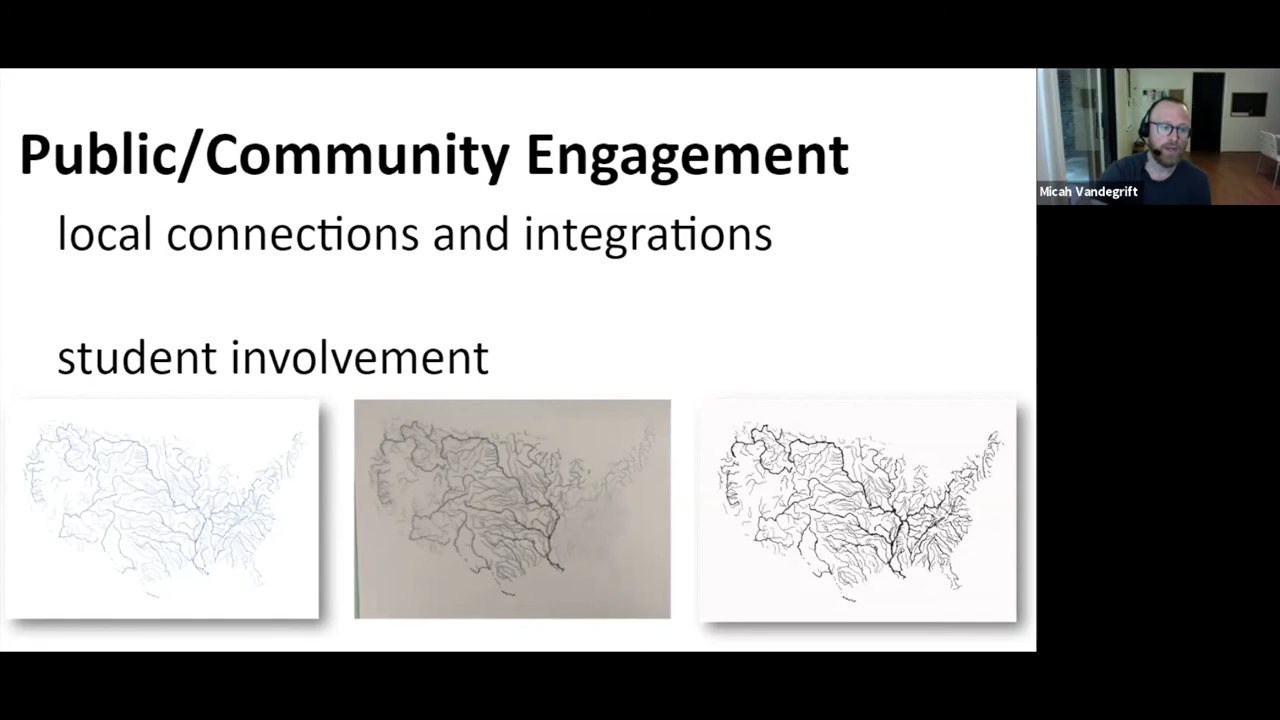 Public/Community Engagement
local connections and integrations
student involvement
Micah Vandegrift